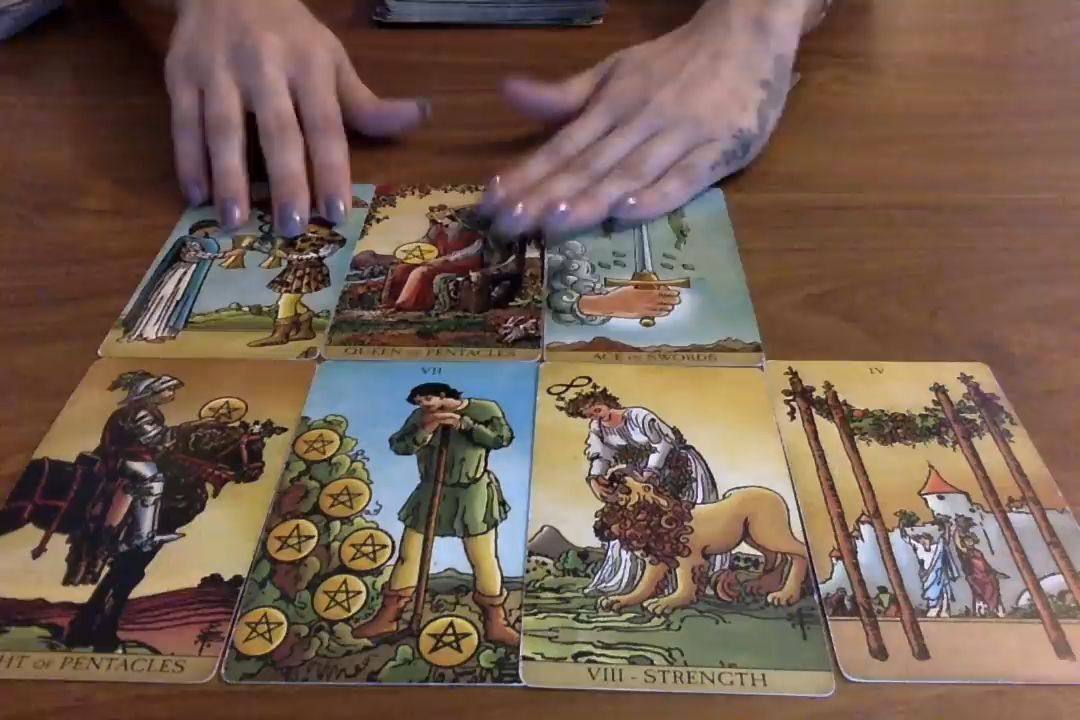 QUEEN OF PENTACLES
ACE OF SWORDS
HT OF PENTACLES
VII
VIII - STRENGTH
IV